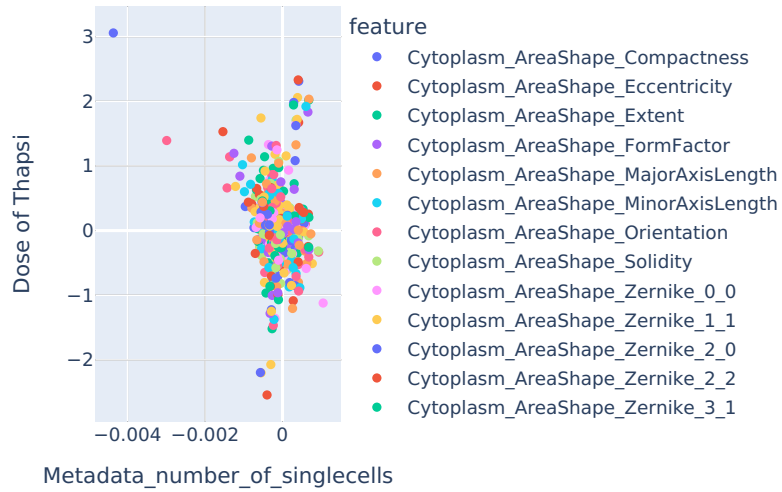 feature
Cytoplasm_AreaShape_Compactness
Cytoplasm_AreaShape_Eccentricity
Cytoplasm_AreaShape_Extent
Cytoplasm_AreaShape_FormFactor
Cytoplasm_AreaShape_MajorAxisLength
Cytoplasm_AreaShape_MinorAxisLength
Cytoplasm_AreaShape_Orientation
Cytoplasm_AreaShape_Solidity
Cytoplasm_AreaShape_Zernike_0_0
Cytoplasm_AreaShape_Zernike_1_1
Cytoplasm_AreaShape_Zernike_2_0
Cytoplasm_AreaShape_Zernike_2_2
Cytoplasm_AreaShape_Zernike_3_1
Dose of Thapsi
3
2
1
0
−1
−2
−0.004 −0.002 0
Metadata_number_of_singlecells